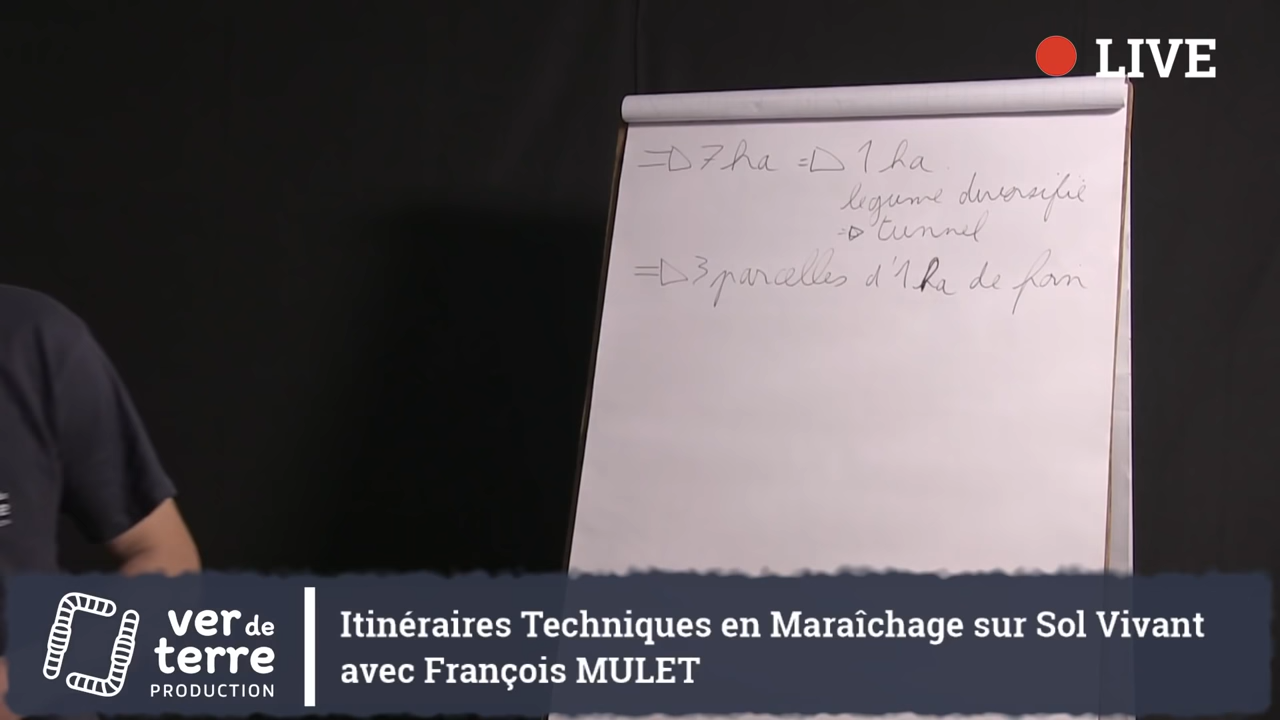 LIVE
⇒ 7 ha ⇒ 1 ha
legume diversifié
⇒ tunnel
⇒ 3 parcelles d'1 ha de foin
ver de
terre
PRODUCTION
Itinéraires Techniques en Maraîchage sur Sol Vivant
avec François MULET